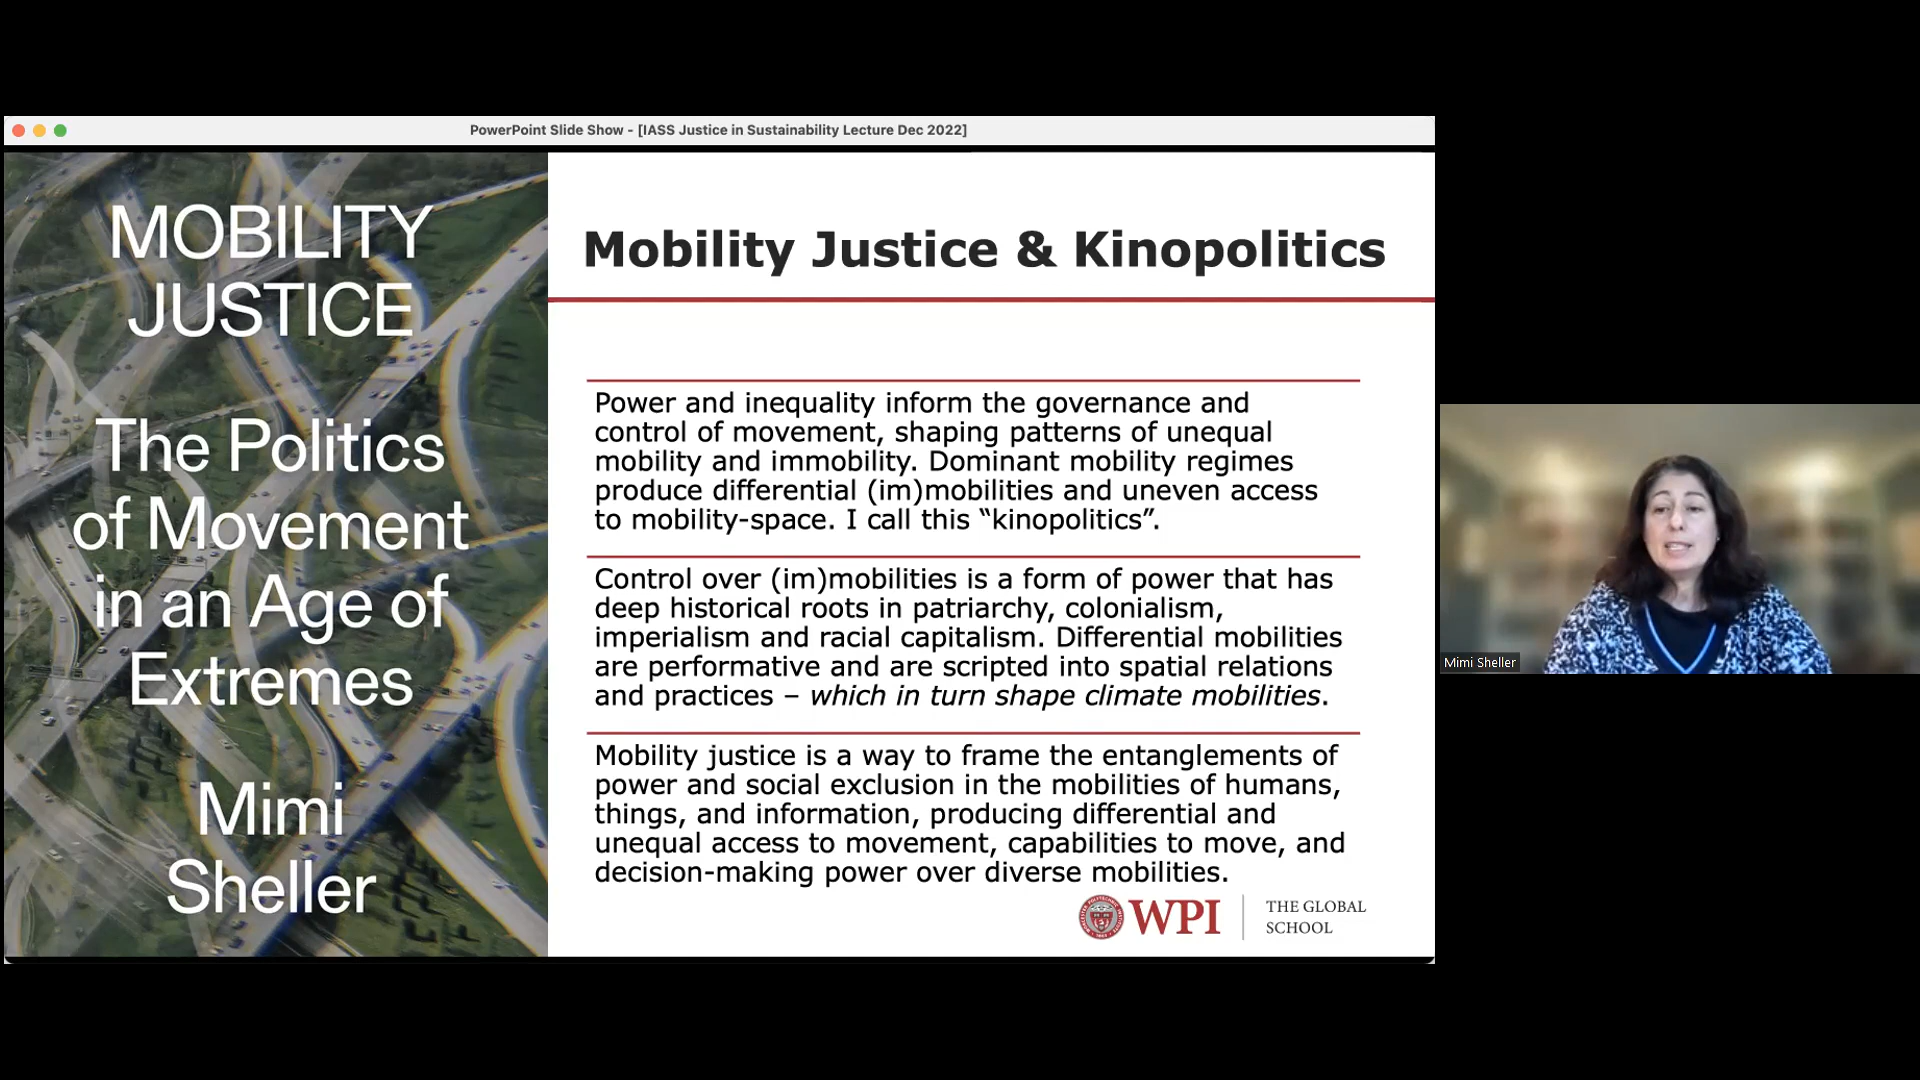 PowerPoint Slide Show - [IASS Justice in Sustainability Lecture Dec 2022]
MOBILITY
JUSTICE
The Politics
of Movement
in an Age of
Extremes
Mimi
Sheller
Mobility Justice & Kinopolitics
Power and inequality inform the governance and
control of movement, shaping patterns of unequal
mobility and immobility. Dominant mobility regimes
produce differential (im)mobilities and uneven access
to mobility-space. I call this “kinopolitics”.
Control over (im)mobilities is a form of power that has
deep historical roots in patriarchy, colonialism,
imperialism and racial capitalism. Differential mobilities
are performative and are scripted into spatial relations
and practices – which in turn shape climate mobilities.
Mobility justice is a way to frame the entanglements of
power and social exclusion in the mobilities of humans,
things, and information, producing differential and
unequal access to movement, capabilities to move, and
decision-making power over diverse mobilities.
WPI
THE GLOBAL
SCHOOL
Mimi Sheller